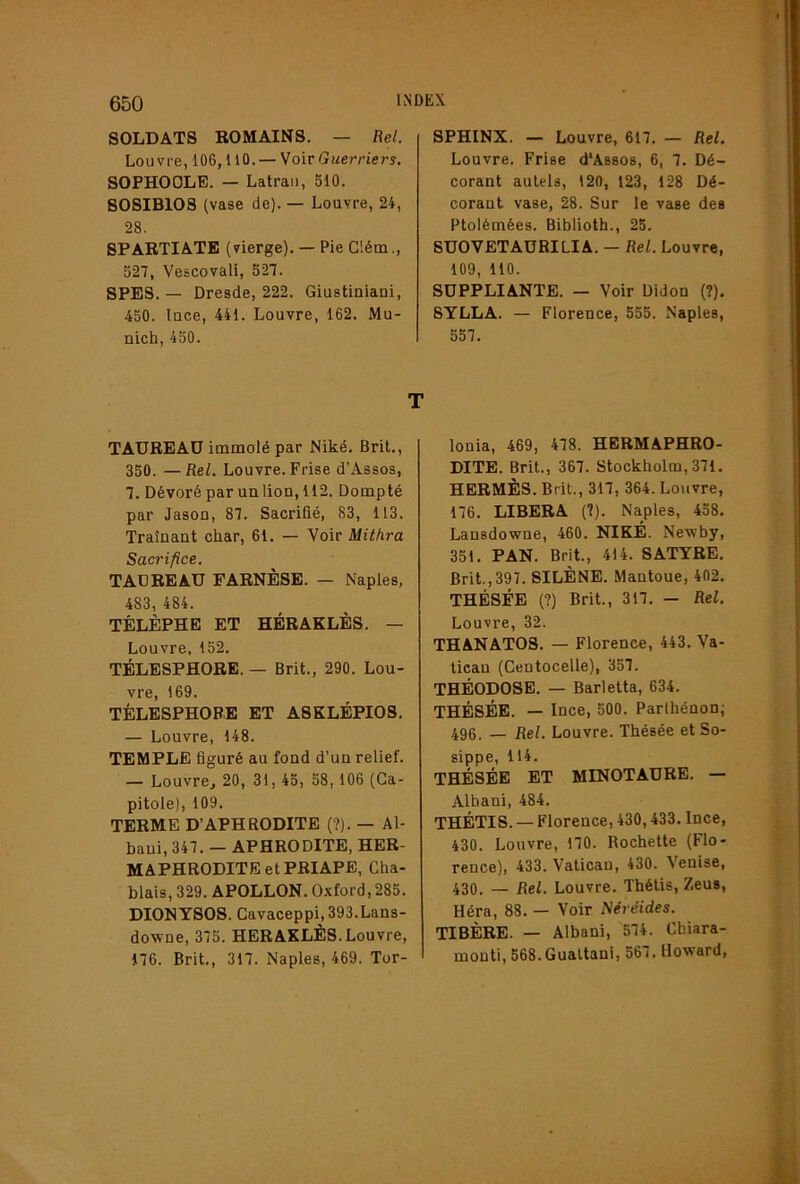 650
INDEX
SOLDATS ROMAINS. — Rel.
Louvre, 106, 110. — Voir Guerriers.
SOPHOCLE. — Latran, 510.
SOSIBIOS (vase de). — Louvre, 24,
28.
SPARTIATE (vierge). — Pie Clém.,
527, Vescovali, 527.
SPES. — Dresde, 222. Giustiniani,
450. Ince, 441. Louvre, 162. Mu-
nich, 450.
SPHINX. — Louvre, 617. — Rel.
Louvre. Frise d'Assos, 6, 7. Dé-
corant autels, 120, 123, 128 Dé-
corant vase, 28. Sur le vase des
Ptolémées. Biblioth., 25.
SUOVETAURILIA. — Rel. Louvre,
109, 110.
SUPPLIANTE. — Voir Didon (?).
SYLLA. — Florence, 555. Naples,
557.
T
TAUREAU immolé par Niké. Brit.,
350. — Rel. Louvre. Frise d'Assos,
7. Dévoré par un lion, 112. Dompté
par Jason, 87. Sacrifié, 83, 113.
Traînant char, 61. — Voir Mithra
Sacrifice.
TAUREAU FARNÈSE. — Naples,
483, 484.
TÉLÈPHE ET HÉRAKLÈS. —
Louvre, 152.
TÉLESPHORE. — Brit., 290. Lou-
vre, 169.
TÉLESPHORE ET ASKLÉPIOS.
— Louvre, 148.
TEMPLE figuré au fond d'un relief.
— Louvre, 20, 31, 45, 58, 106 (Ca-
pitole), 109.
TERME D'APHRODITE (?). — Al-
bani, 347. — APHRODITE, HER-
MAPHRODITE et PRIAPE, Cha-
blais, 329. APOLLON. Oxford, 285.
DIONYSOS. Cavaceppi, 393. Lans-
downe, 375. HERAKLÈS. Louvre,
176. Brit., 317. Naples, 469. Tor-
lonia, 469, 478. HERMAPHRO-
DITE. Brit., 367. Stockholm, 371.
HERMÈS. Brit., 317, 364. Louvre,
176. LIBERA (?). Naples, 458.
Lansdowne, 460. NIKÉ. Newby,
351. PAN. Brit., 414. SATYRE.
Brit., 397. SILÈNE. Mantoue, 402.
THÉSÉE (?) Brit., 317. — Rel.
Louvre, 32.
THANATOS. — Florence, 443. Va-
tican (Centocelle), 357.
THÉODOSE. — Barletta, 634.
THÉSÉE. — Ince, 500. Parthénon;
496. — Rel. Louvre. Thésée et So-
sippe, 114.
THÉSÉE ET MINOTAURE. —
Albani, 484.
THÉTIS. — Florence, 430, 433. Ince,
430. Louvre, 170. Rochette (Flo-
rence), 433. Vatican, 430. Venise,
430. — Rel. Louvre. Thétis, Zeus,
Héra, 88. — Voir Néréides.
TIBÈRE. — Albani, 574. Chiara-
monti, 568. Gualtani, 567. Howard,